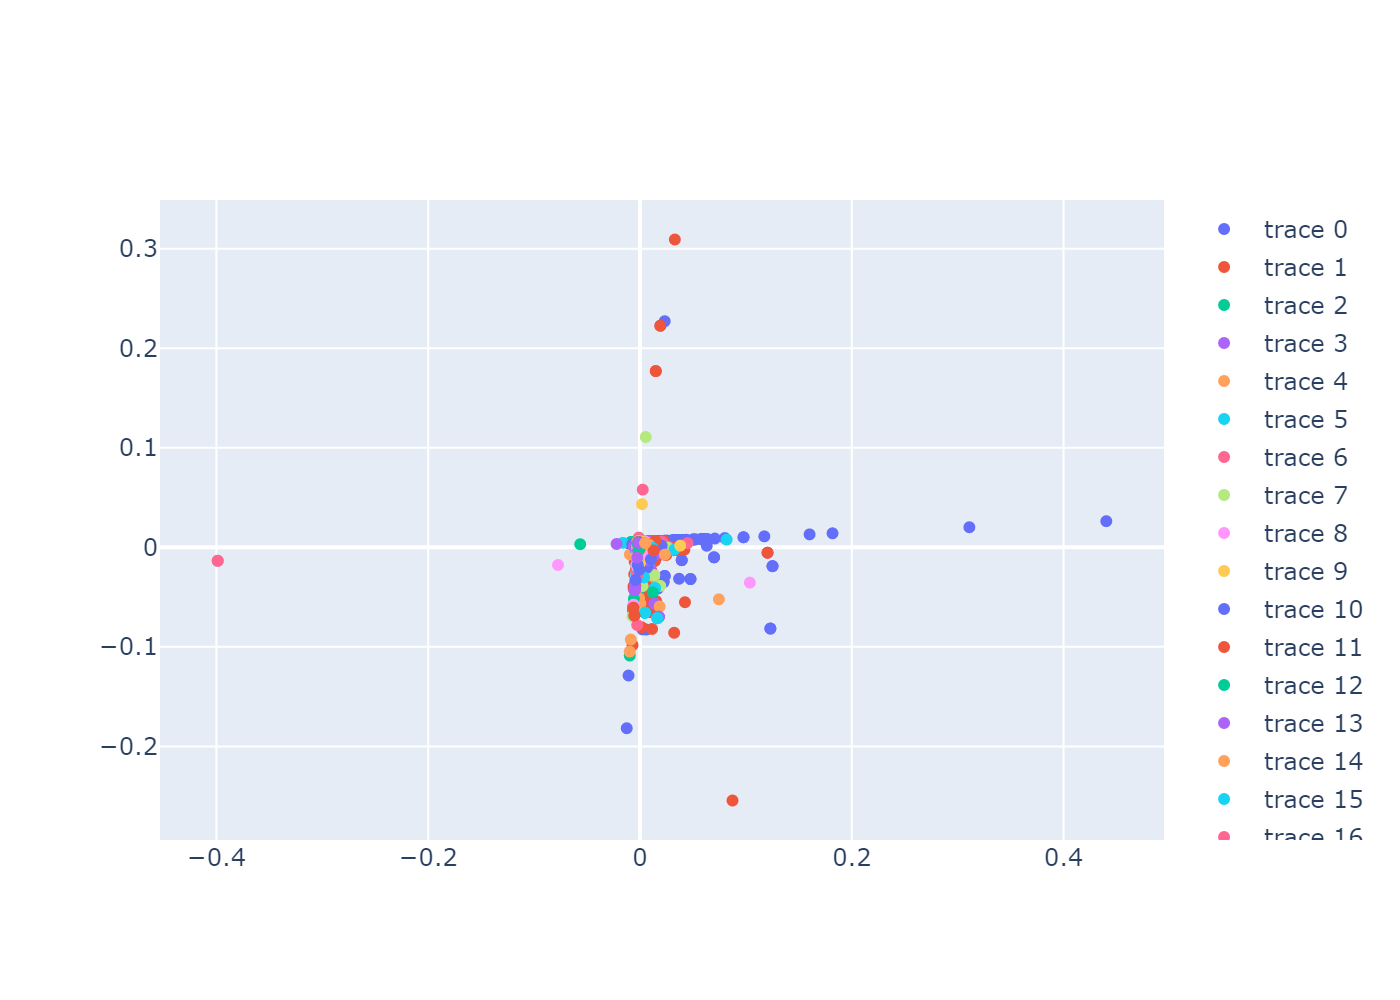 0.3
0.2
0.1
0
−0.1
−0.2
−0.4
−0.2
0
0.2
0.4
trace 0
trace 1
trace 2
trace 3
trace 4
trace 5
trace 6
trace 7
trace 8
trace 9
trace 10
trace 11
trace 12
trace 13
trace 14
trace 15
trace 16